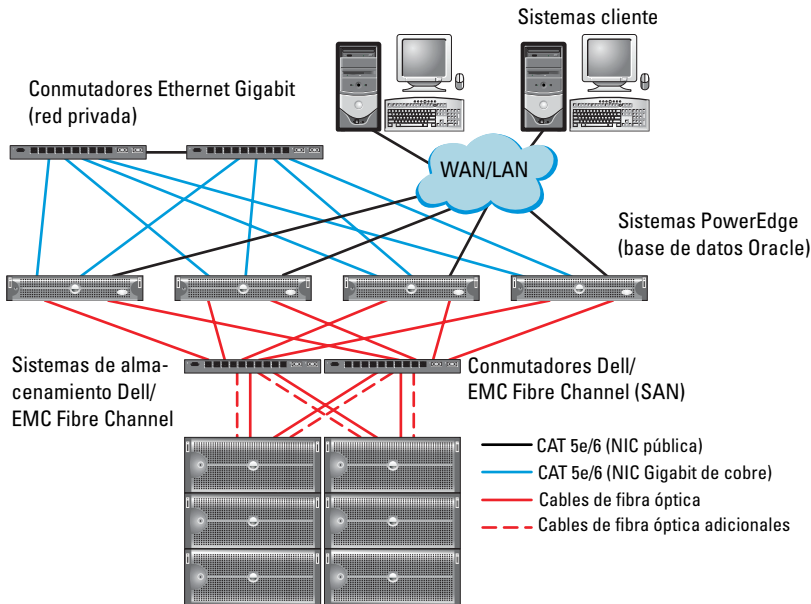 Sistemas cliente
Conmutadores Ethernet Gigabit
(red privada)
WAN/LAN
Sistemas PowerEdge
(base de datos Oracle)
Sistemas de alma-
cenamiento Dell/
EMC Fibre Channel
Conmutadores Dell/
EMC Fibre Channel (SAN)
CAT 5e/6 (NIC pública)
CAT 5e/6 (NIC Gigabit de cobre)
Cables de fibra óptica
Cables de fibra óptica adicionales